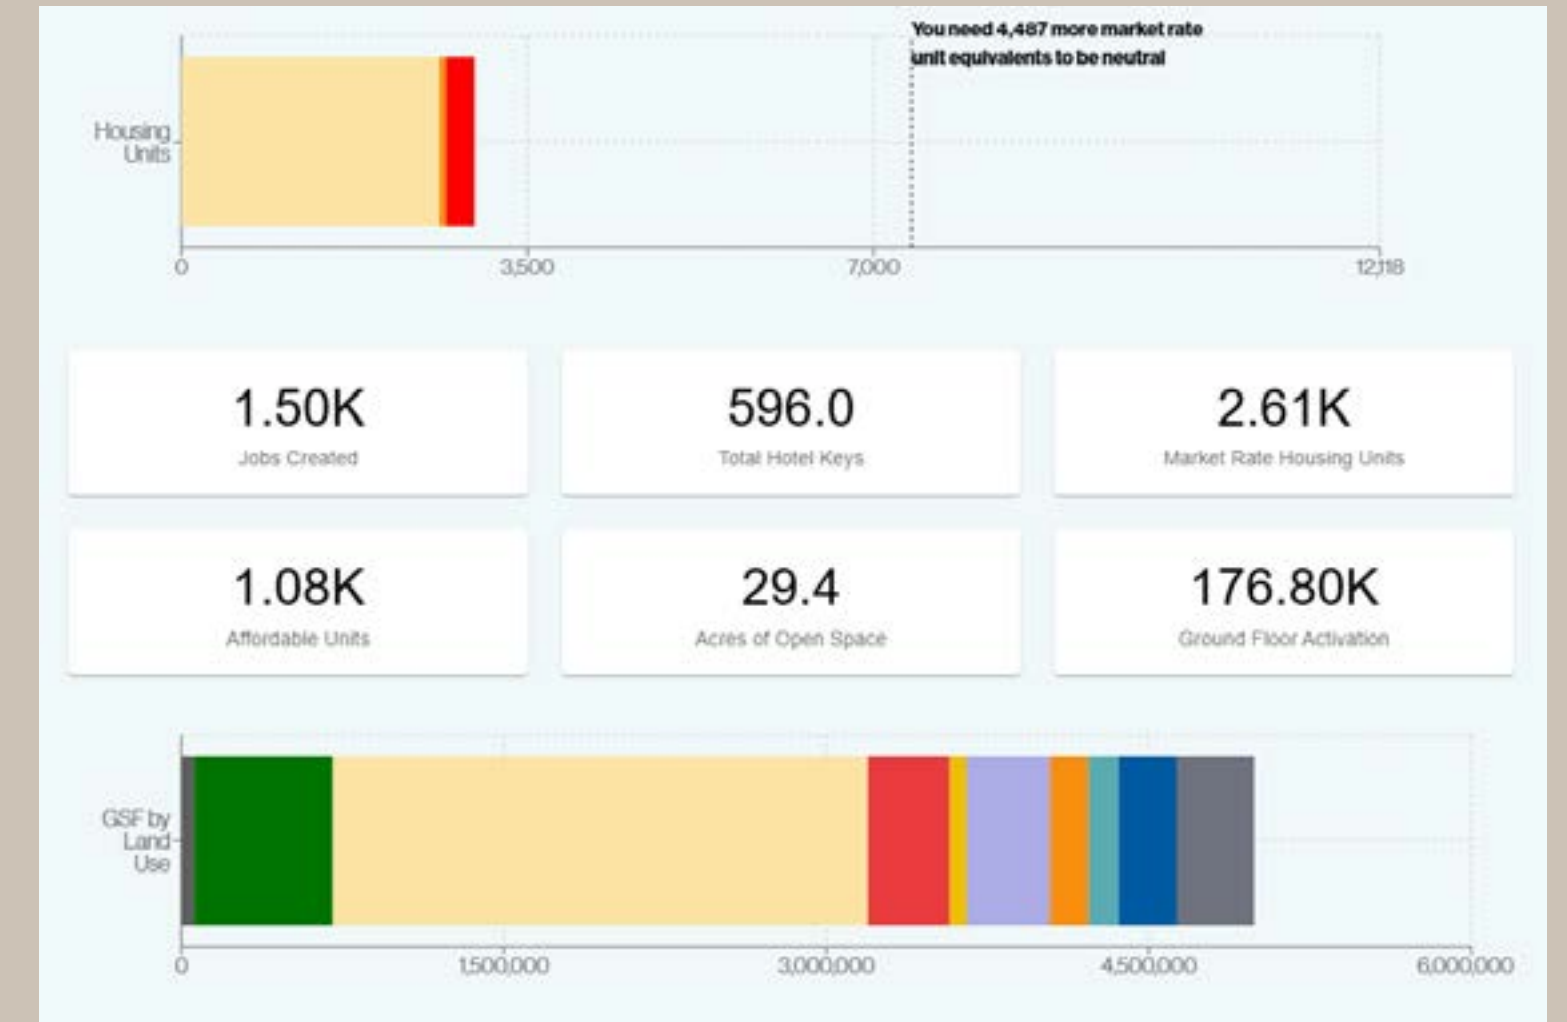 You need 4,487 more market rate
unit equivalents to be neutral
Housing
Units
0
3,500
7,000
12,118
1.50K
Jobs Created
596.0
Total Hotel Keys
2.61K
Market Rate Housing Units
1.08K
Affordable Units
29.4
Acres of Open Space
176.80K
Ground Floor Activation
GSF by
Land
Use
0
1,500,000
3,000,000
4,500,000
6,000,000